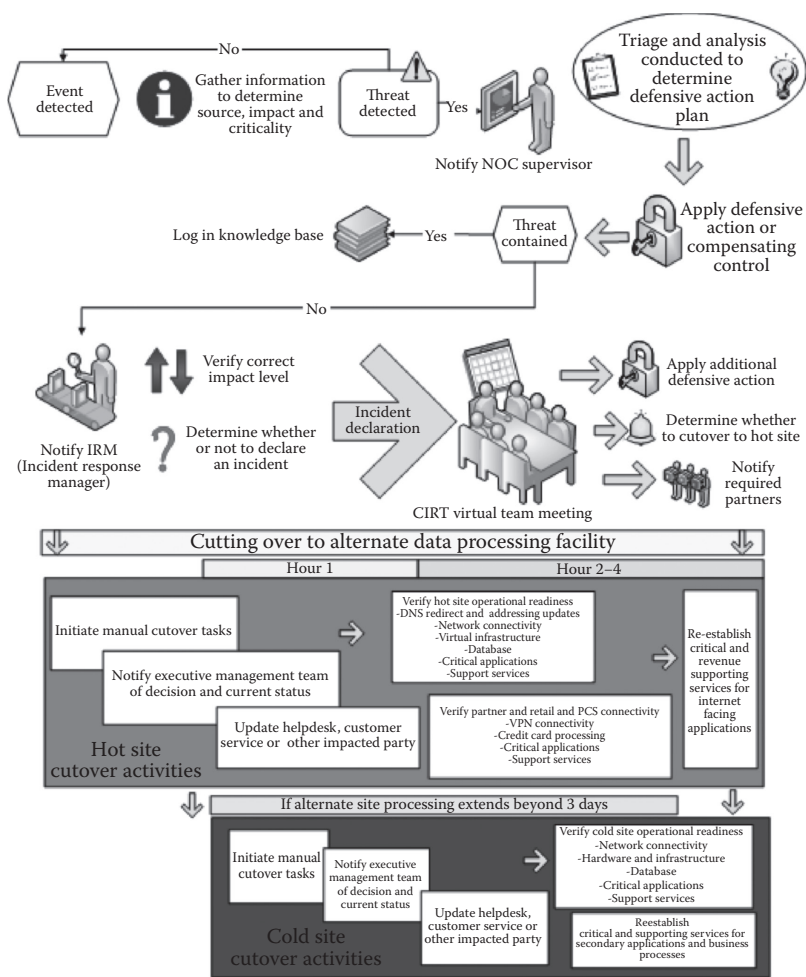 No
Event
detected
Gather information
to determine
source, impact and
criticality
Threat
detected
Yes
Notify NOC supervisor
Triage and analysis
conducted to
determine
defensive action
plan
Log in knowledge base
Yes
Threat
contained
Apply defensive
action or
compensating
control
No
Notify IRM
(Incident response
manager)
Verify correct
impact level
Determine whether
or not to declare
an incident
Incident
declaration
CIRT virtual team meeting
Apply additional
defensive action
Determine whether
to cutover to hot site
Notify
required
partners
Cutting over to alternate data processing facility
Hour 1
Hour 2–4
Initiate manual cutover tasks
Notify executive management team
of decision and current status
Update helpdesk, customer
service or other impacted party
Verify hot site operational readiness
-DNS redirect and addressing updates
-Network connectivity
-Virtual infrastructure
-Database
-Critical applications
-Support services
Verify partner and retail and PCS connectivity
-VPN connectivity
-Credit card processing
-Critical applications
-Support services
Re-establish
critical and
revenue
supporting
services for
internet
facing
applications
Hot site
cutover activities
If alternate site processing extends beyond 3 days
Initiate manual
cutover tasks
Notify executive
management team
of decision and
current status
Update helpdesk,
customer service or
other impacted party
Verify cold site operational readiness
-Network connectivity
-Hardware and infrastructure
-Database
-Critical applications
-Support services
Reestablish
critical and supporting services for
secondary applications and business
processes
Cold site
cutover activities